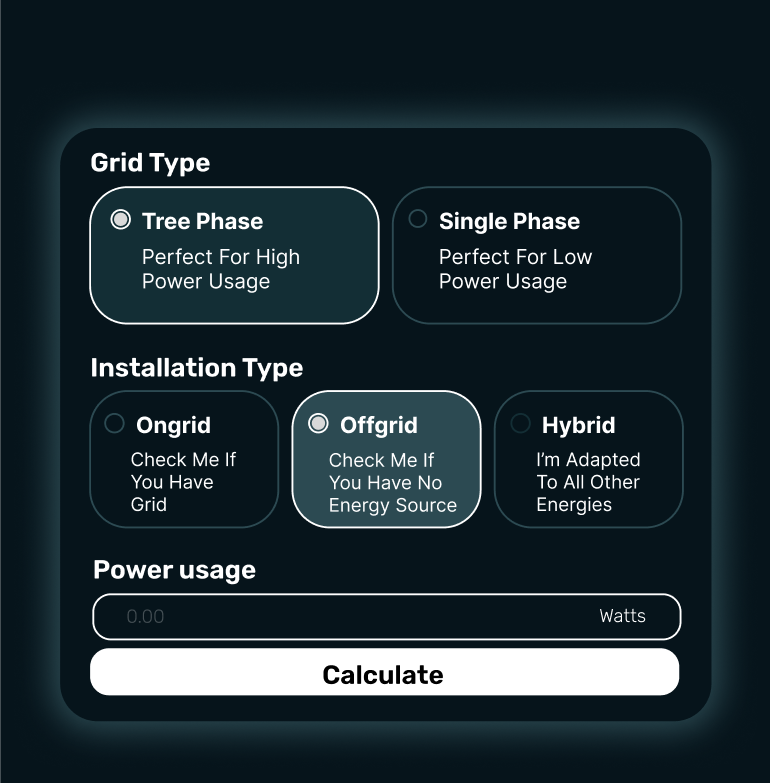 Grid Type
Tree Phase
Perfect For High
Power Usage
Single Phase
Perfect For Low
Power Usage
Installation Type
Ongrid
Check Me If
You Have
Grid
Offgrid
Check Me If
You Have No
Energy Source
Hybrid
I'm Adapted
To All Other
Energies
Power usage
0.00 Watts
Calculate